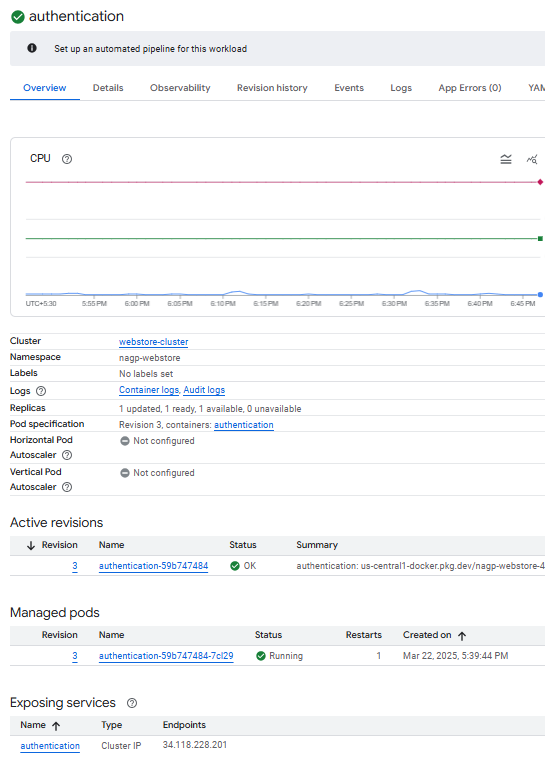 authentication
Set up an automated pipeline for this workload
Overview Details Observability Revision history Events Logs App Errors (0) YAM
CPU
UTC+5:30 5:55 PM 6:00 PM 6:05 PM 6:10 PM 6:15 PM 6:20 PM 6:25 PM 6:30 PM 6:35 PM 6:40 PM 6:45 PM
Cluster webstore-cluster
Namespace nagp-webstore
Labels No labels set
Logs Container logs, Audit logs
Replicas 1 updated, 1 ready, 1 available, 0 unavailable
Pod specification Revision 3, containers: authentication
Horizontal Pod Not configured
Autoscaler
Vertical Pod Not configured
Autoscaler
Active revisions
Revision Name Status Summary
3 authentication-59b747484 OK authentication: us-central1-docker.pkg.dev/nagp-webstore-4
Managed pods
Revision Name Status Restarts Created on
3 authentication-59b747484-7cl29 Running 1 Mar 22, 2025, 5:39:44 PM
Exposing services
Name Type Endpoints
authentication Cluster IP 34.118.228.201